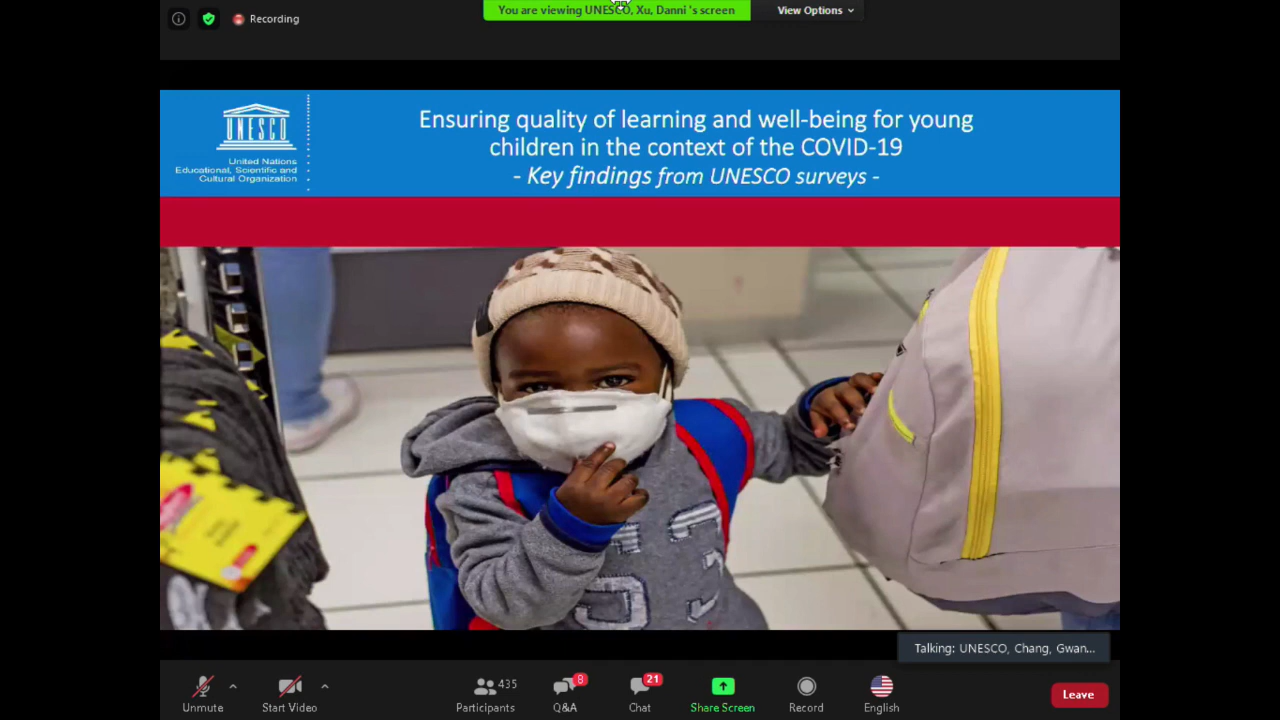 Recording
You are viewing UNESCO, Xu, Danni 's screen
View Options
UNESCO
United Nations
Educational, Scientific and
Cultural Organization
Ensuring quality of learning and well-being for young
children in the context of the COVID-19
- Key findings from UNESCO surveys -
Talking: UNESCO, Chang, Gwan...
Unmute
Start Video
435
Participants
8
Q&A
21
Chat
Share Screen
Record
English
Leave